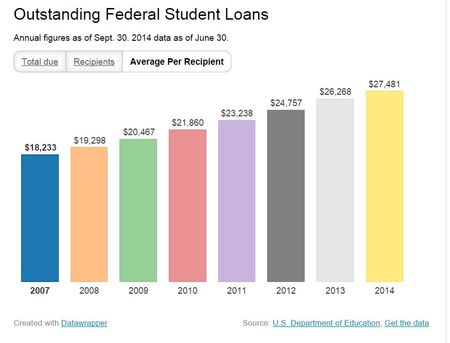 Outstanding Federal Student Loans
Annual figures as of Sept. 30. 2014 data as of June 30.
Total due Recipients Average Per Recipient
$18,233 $19,298 $20,467 $21,860 $23,238 $24,757 $26,268 $27,481
2007 2008 2009 2010 2011 2012 2013 2014
Created with Datawrapper Source: U.S. Department of Education, Get the data